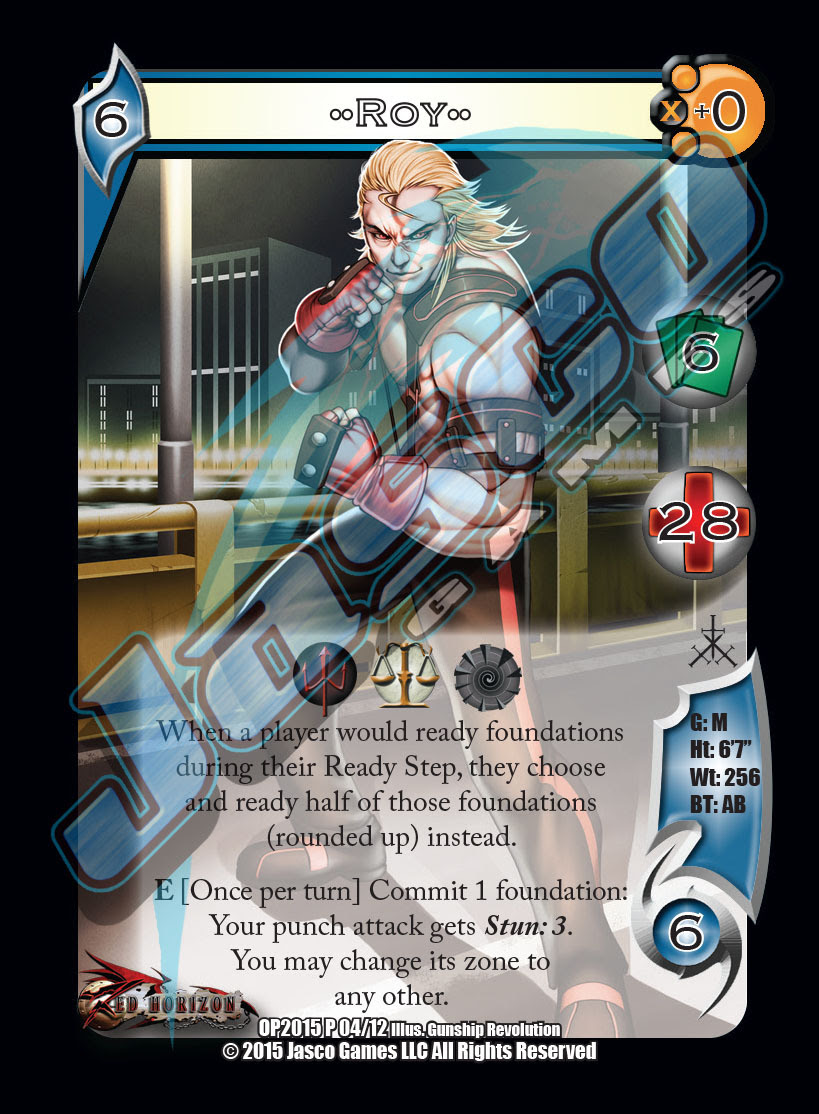 6
••Roy••
X +0
6
28
When a player would ready foundations
during their Ready Step, they choose
and ready half of those foundations
(rounded up) instead.
E [Once per turn] Commit 1 foundation:
Your punch attack gets Stun: 3.
You may change its zone to
any other.
G: M
Ht: 6'7"
Wt: 256
BT: AB
6
RED HORIZON
OP2015 P 04/12 Illus. Gunship Revolution
© 2015 Jasco Games LLC All Rights Reserved
JASCO
GAMES